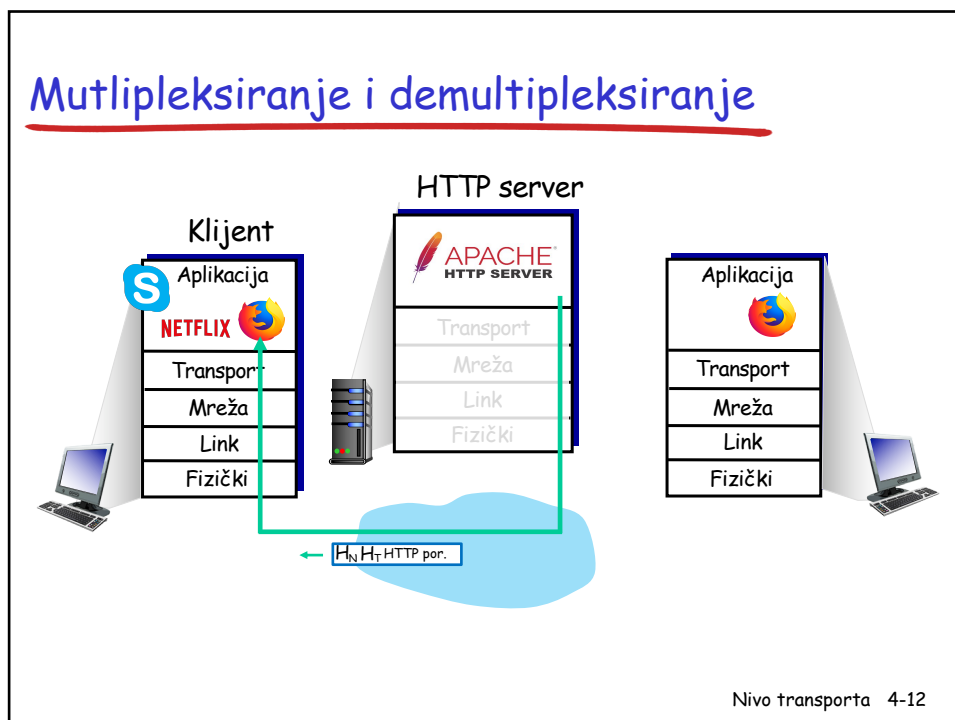 Mutlipleksiranje i demultipleksiranje
HTTP server
Klijent
APACHE
HTTP SERVER
S
Aplikacija
NETFLIX
Transport
Mreža
Link
Fizički
Transport
Mreža
Link
Fizički
Aplikacija
Transport
Mreža
Link
Fizički
HN HT HTTP por.
Nivo transporta 4-12